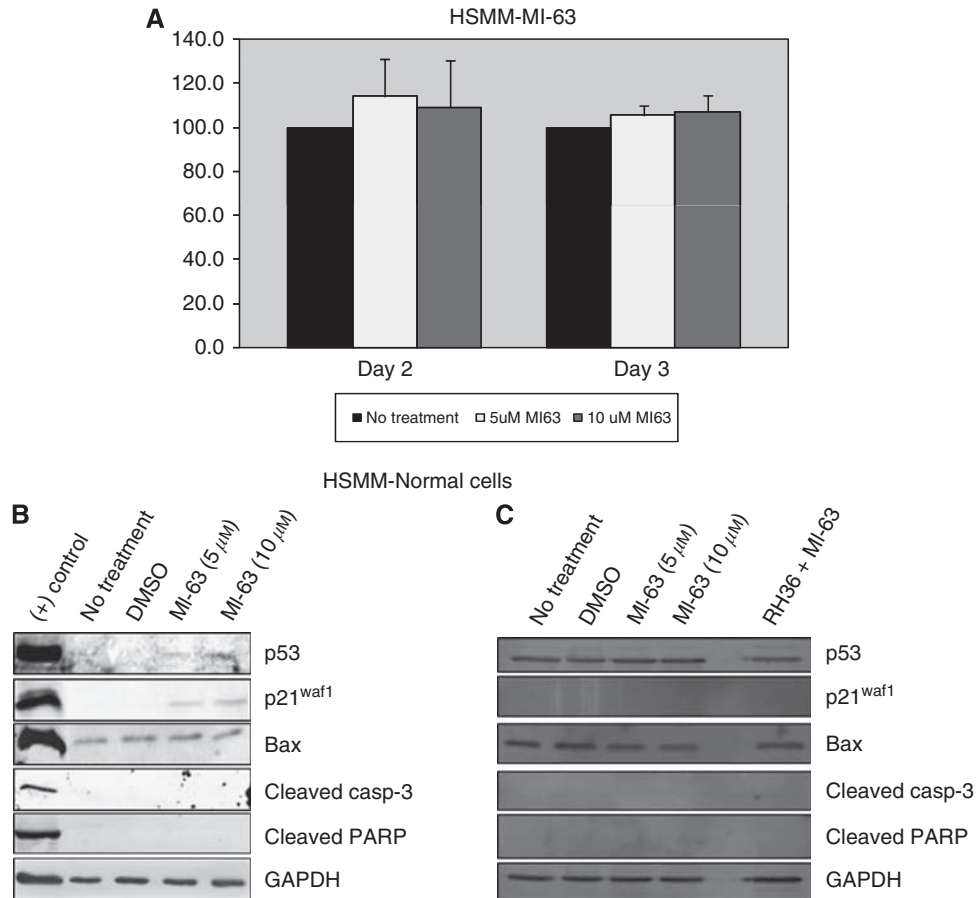 A
HSMM-MI-63
140.0
120.0
100.0
80.0
60.0
40.0
20.0
0.0
Day 2
Day 3
No treatment
5uM MI63
10 uM MI63
HSMM-Normal cells
B
(+) control
No treatment
DMSO
MI-63 (5 μM)
MI-63 (10 μM)
p53
p21waf1
Bax
Cleaved casp-3
Cleaved PARP
GAPDH
C
No treatment
DMSO
MI-63 (5 μM)
MI-63 (10 μM)
RH36 + MI-63
p53
p21waf1
Bax
Cleaved casp-3
Cleaved PARP
GAPDH